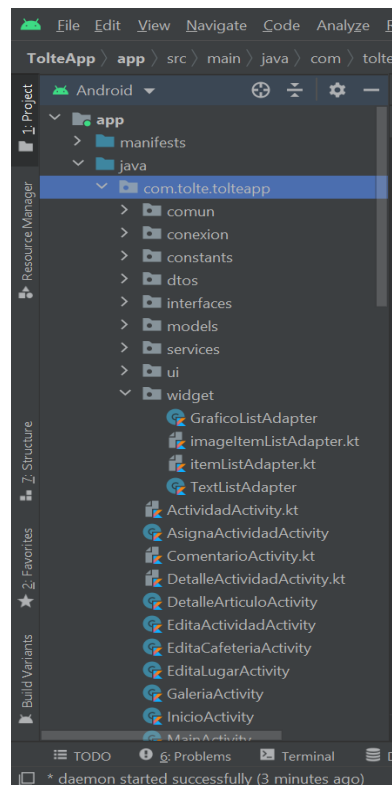 File Edit View Navigate Code Analyze
TolteApp app src main java com tolte
Android
1: Project
app
manifests
java
com.tolte.tolteapp
Resource Manager
comun
conexion
constants
dtos
interfaces
models
services
ui
widget
GraficoListAdapter
imageItemListAdapter.kt
itemListAdapter.kt
TextListAdapter
7: Structure
ActividadActivity.kt
AsignaActividadActivity
ComentarioActivity.kt
DetalleActividadActivity.kt
2: Favorites
DetalleArticuloActivity
EditaActividadActivity
EditaCafeteriaActivity
EditaLugarActivity
Build Variants
GaleriaActivity
InicioActivity
MainActivity
TODO 6: Problems Terminal
* daemon started successfully (3 minutes ago)